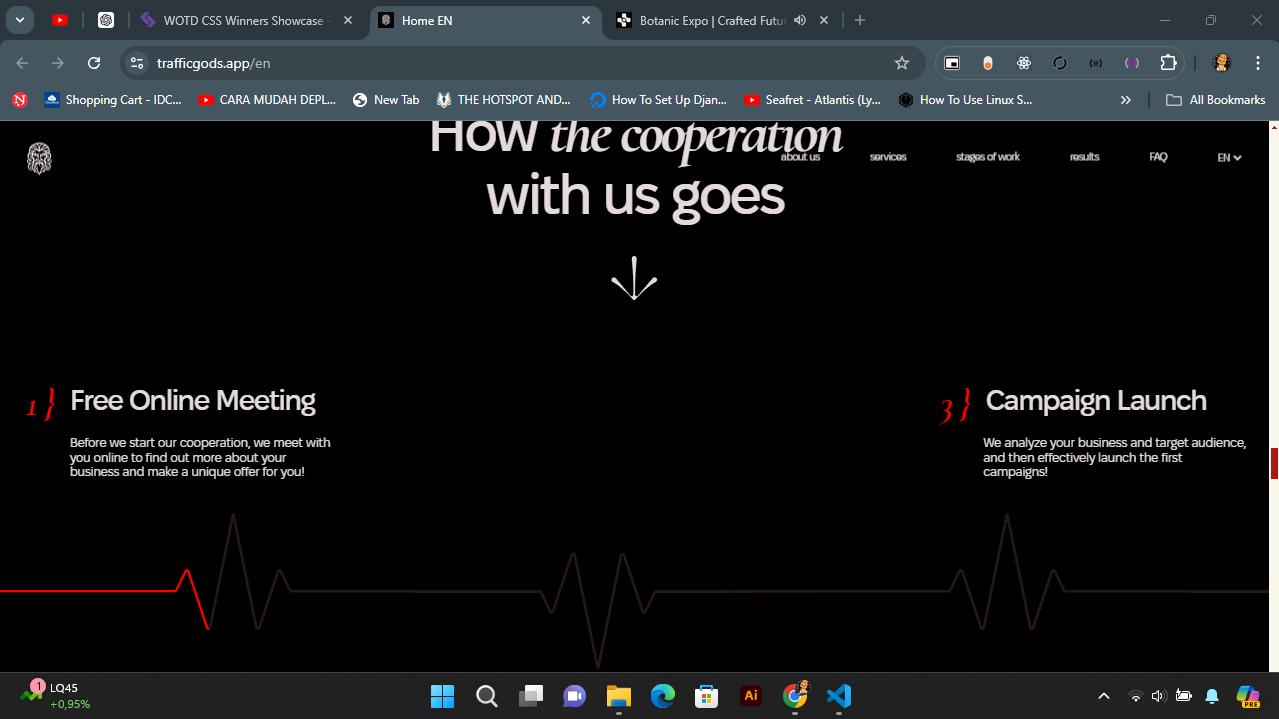 WOTD CSS Winners Showcase -
Home EN
Botanic Expo | Crafted Futur
trafficgods.app/en
Shopping Cart - IDC...
CARA MUDAH DEPL...
New Tab
THE HOTSPOT AND...
How To Set Up Djan...
Seafret - Atlantis (Ly...
How To Use Linux S...
All Bookmarks
How the cooperation
with us goes
about us
services
stages of work
results
FAQ
EN
1 } Free Online Meeting
Before we start our cooperation, we meet with
you online to find out more about your
business and make a unique offer for you!
3 } Campaign Launch
We analyze your business and target audience,
and then effectively launch the first
campaigns!
1
LQ45
+0,95%
Ai
PRE